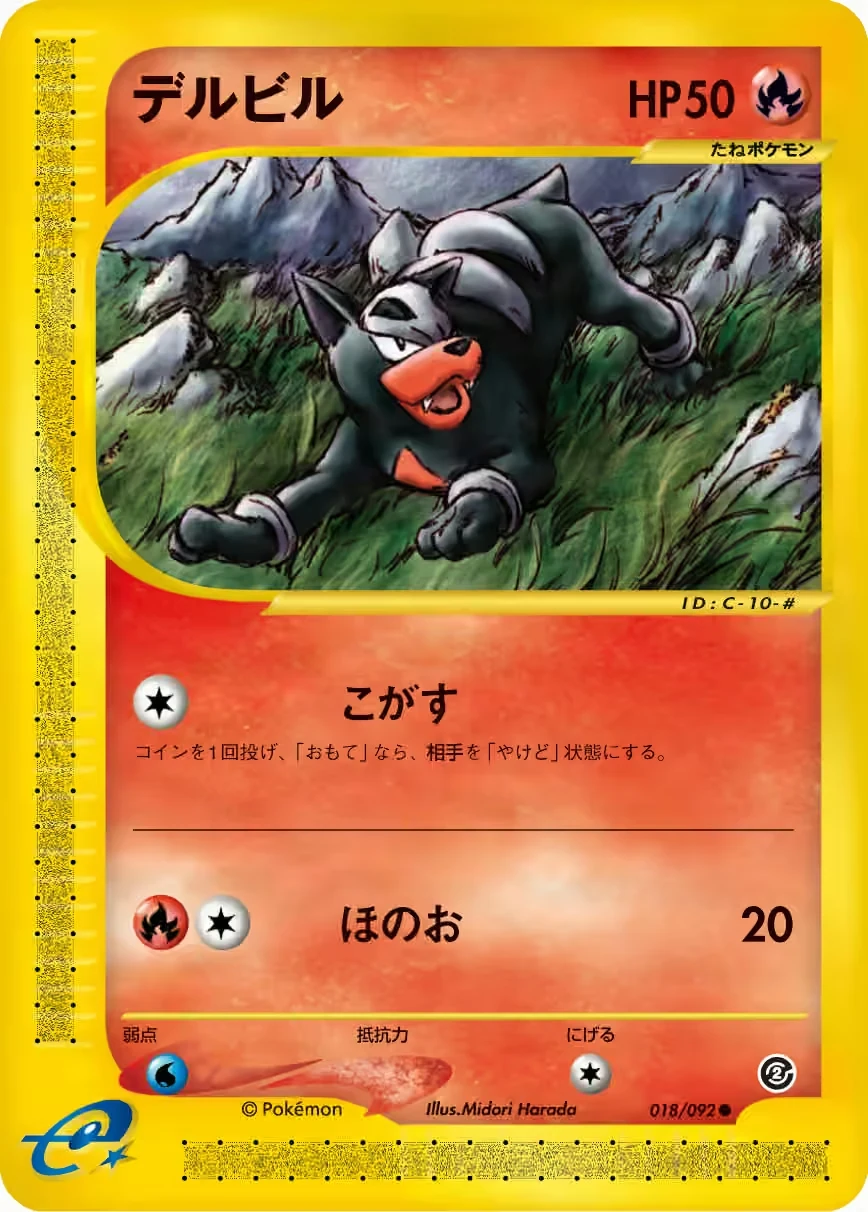 デルビル
HP50
たねポケモン
ID:C-10-#
こがす
コインを1回投げ、「おもて」なら、相手を「やけど」状態にする。
ほのお 20
弱点 抵抗力 にげる
2
© Pokémon Illus.Midori Harada 018/092●
e